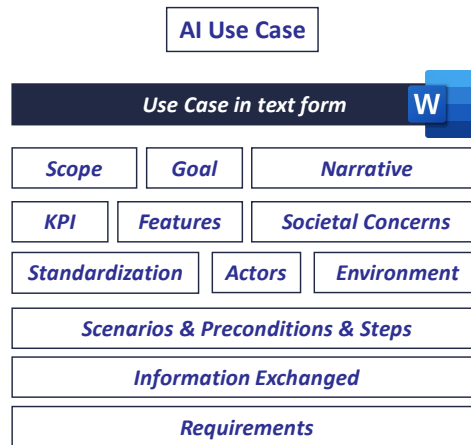 AI Use Case
Use Case in text form W
Scope Goal Narrative
KPI Features Societal Concerns
Standardization Actors Environment
Scenarios & Preconditions & Steps
Information Exchanged
Requirements